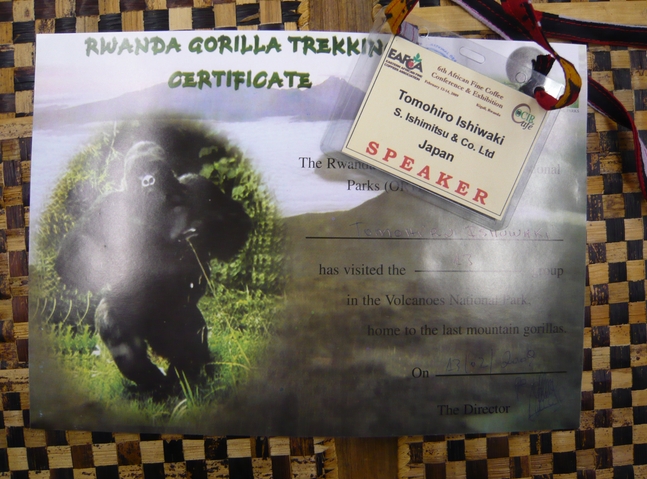 RWANDA GORILLA TREKKIN
CERTIFICATE
EAFCA
6th African Fine Coffee
Conference & Exhibition
Tomohiro Ishiwaki
S. Ishimitsu & Co. Ltd
Japan
SPEAKER
The
Parks
has visited the
in the Volcanoes National Park,
home to the last mountain gorillas.
On
The Director